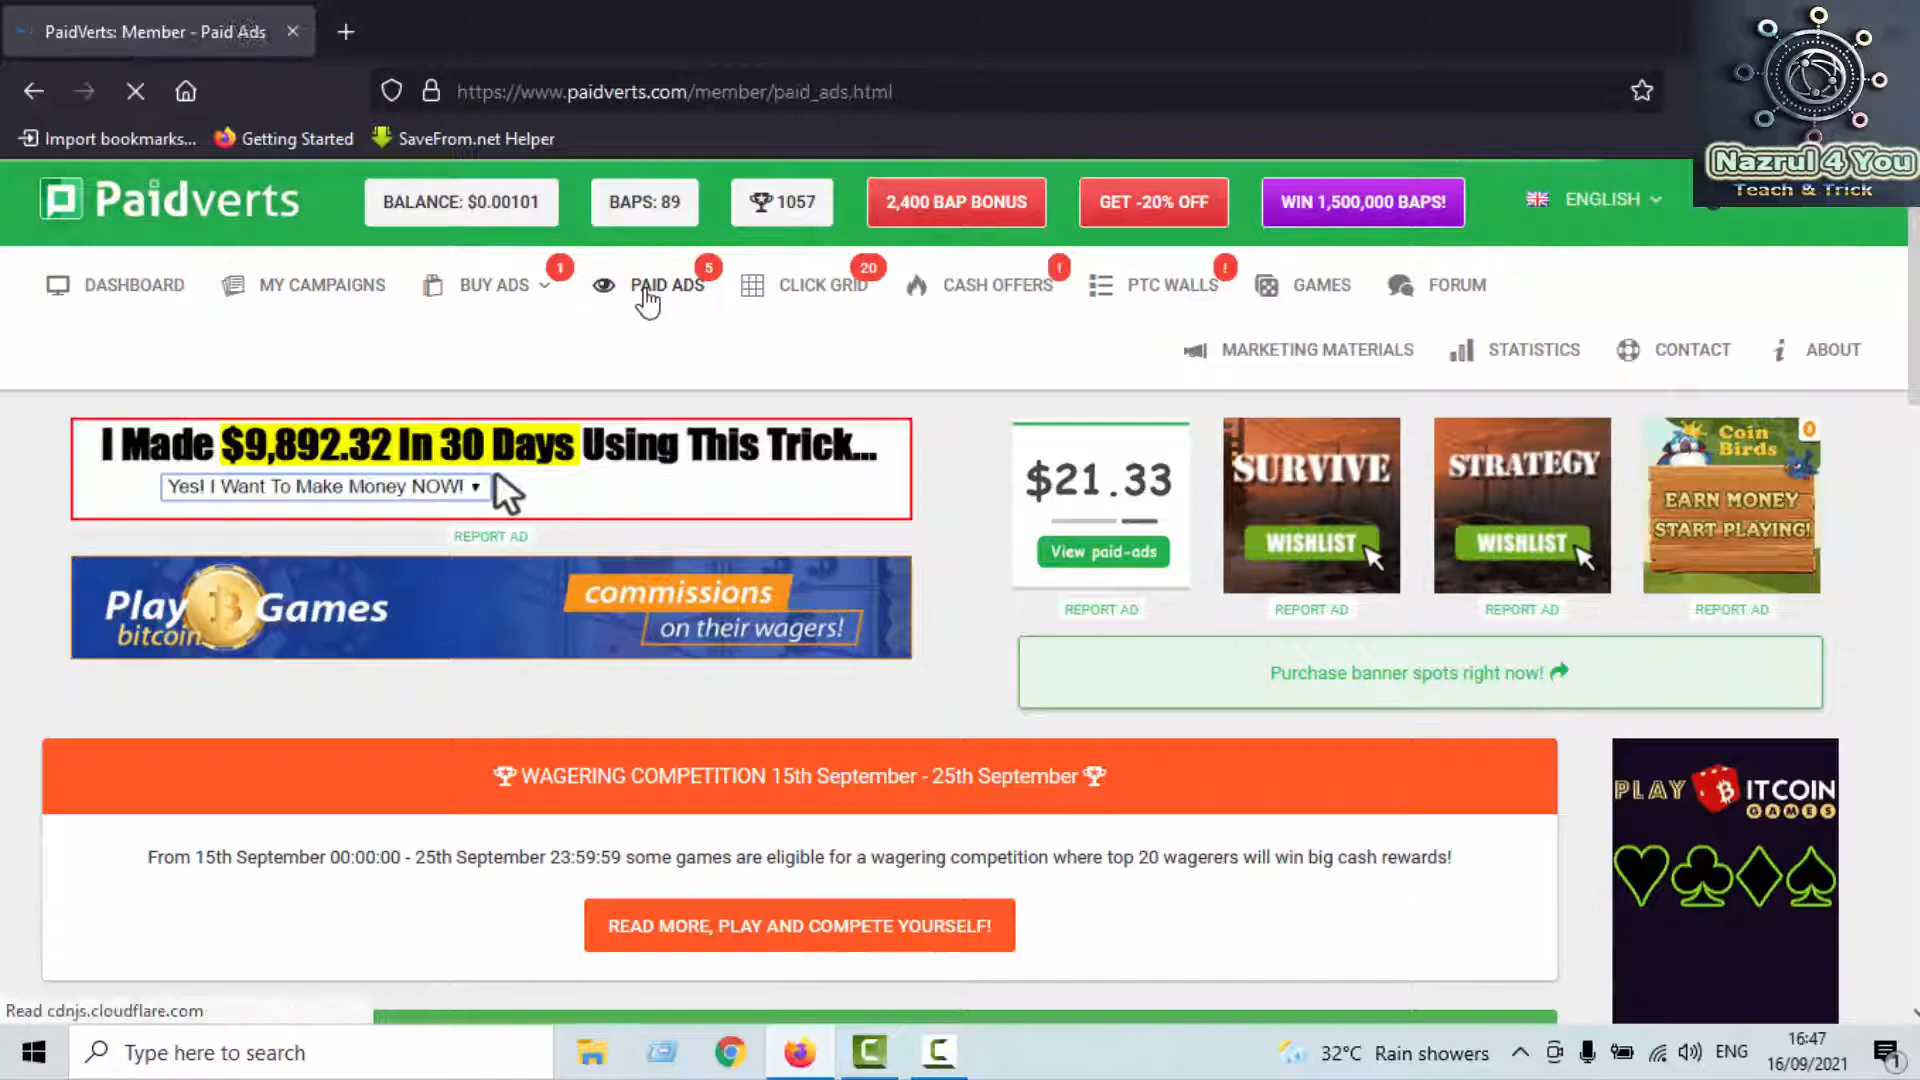 PaidVerts: Member - Paid Ads
https://www.paidverts.com/member/paid_ads.html
Import bookmarks...
Getting Started
SaveFrom.net Helper
Nazrul 4 You
Teach & Trick
Paidverts
BALANCE: $0.00101
BAPS: 89
1057
2,400 BAP BONUS
GET -20% OFF
WIN 1,500,000 BAPS!
ENGLISH
DASHBOARD
MY CAMPAIGNS
BUY ADS
1
PAID ADS
5
CLICK GRID
20
CASH OFFERS
!
PTC WALLS
!
GAMES
FORUM
MARKETING MATERIALS
STATISTICS
CONTACT
ABOUT
I Made $9,892.32 In 30 Days Using This Trick...
Yes! I Want To Make Money NOW!
REPORT AD
Play Games
bitcoin
commissions
on their wagers!
$21.33
View paid-ads
REPORT AD
SURVIVE
WISHLIST
REPORT AD
STRATEGY
WISHLIST
REPORT AD
Coin
Birds
EARN MONEY
START PLAYING!
REPORT AD
Purchase banner spots right now!
WAGERING COMPETITION 15th September - 25th September
From 15th September 00:00:00 - 25th September 23:59:59 some games are eligible for a wagering competition where top 20 wagerers will win big cash rewards!
READ MORE, PLAY AND COMPETE YOURSELF!
PLAY BITCOIN
GAMES
Read cdnjs.cloudflare.com
Type here to search
32°C Rain showers
ENG
16:47
16/09/2021
1